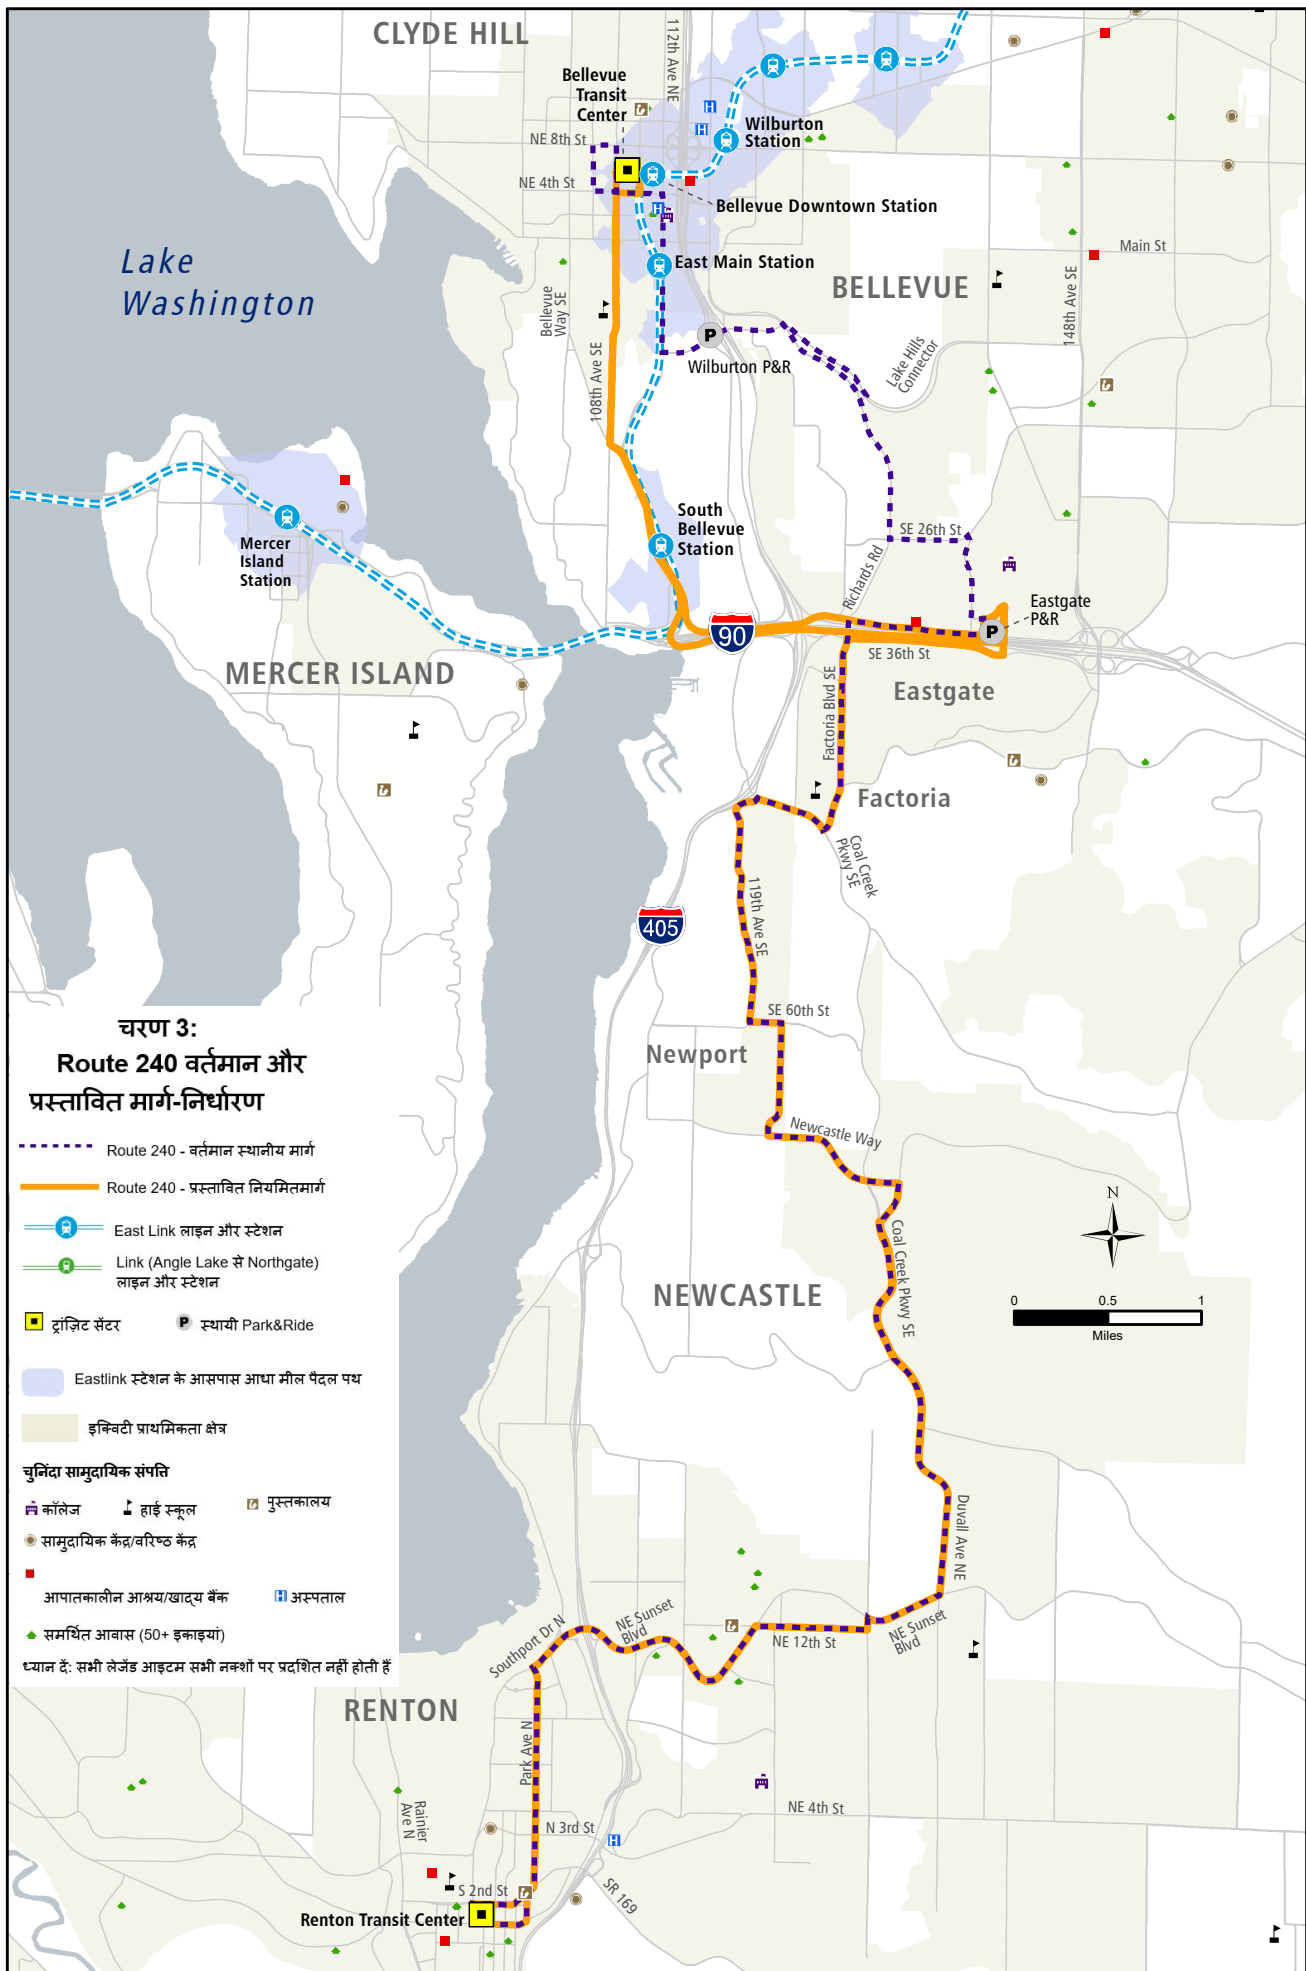 CLYDE HILL
112th Ave NE
Bellevue
Transit
Center
NE 8th St
Wilburton
Station
NE 4th St
Bellevue Downtown Station
Lake
Washington
East Main Station
Main St
BELLEVUE
148th Ave SE
Bellevue
Way SE
108th Ave SE
P
Wilburton P&R
Lake Hills
Connector
South
Bellevue
Station
SE 26th St
Mercer
Island
Station
Richards Rd
Eastgate
P&R
P
90
SE 36th St
MERCER ISLAND
Eastgate
Factoria Blvd SE
Factoria
Coal Creek
Pkwy SE
119th Ave SE
405
SE 60th St
Newport
Newcastle Way
Coal Creek Pkwy SE
N
NEWCASTLE
0 0.5 1
Miles
Duvall Ave NE
चरण 3:
Route 240 वर्तमान और
प्रस्तावित मार्ग-निर्धारण
Route 240 - वर्तमान स्थानीय मार्ग
Route 240 - प्रस्तावित नियमितमार्ग
East Link लाइन और स्टेशन
Link (Angle Lake से Northgate)
लाइन और स्टेशन
ट्रांज़िट सेंटर
P स्थायी Park&Ride
Eastlink स्टेशन के आसपास आधा मील पैदल पथ
इक्विटी प्राथमिकता क्षेत्र
चुनिंदा सामुदायिक संपत्ति
कॉलेज
हाई स्कूल
पुस्तकालय
सामुदायिक केंद्र/वरिष्ठ केंद्र
आपातकालीन आश्रय/खाद्य बैंक
H अस्पताल
समर्थित आवास (50+ इकाइयां)
ध्यान दें: सभी लेजेंड आइटम सभी नक्शों पर प्रदर्शित नहीं होती हैं
NE Sunset
Blvd
Southport Dr N
NE 12th St
NE Sunset
Blvd
RENTON
Park Ave N
Rainier
Ave N
N 3rd St
NE 4th St
H
S 2nd St
SR 169
Renton Transit Center